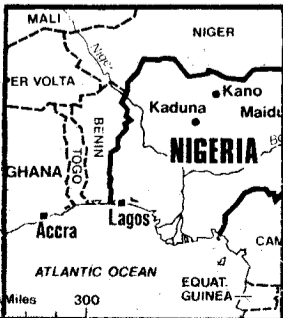 MALI
NIGER
Niger
PER VOLTA
Kano
Kaduna
Maidu
BENIN
NIGERIA
GHANA
TOGO
Lagos
Accra
CAM
ATLANTIC OCEAN
EQUAT.
GUINEA
Miles 300